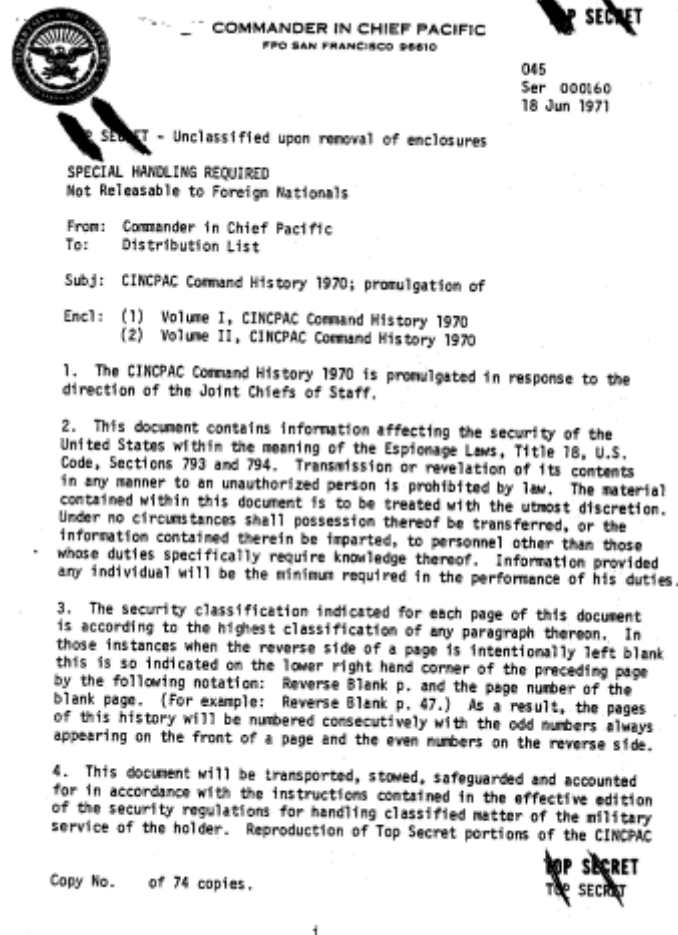 TOP SECRET
COMMANDER IN CHIEF PACIFIC
FPO SAN FRANCISCO 96610
045
Ser 000160
18 Jun 1971
TOP SECRET - Unclassified upon removal of enclosures
SPECIAL HANDLING REQUIRED
Not Releasable to Foreign Nationals
From: Commander in Chief Pacific
To: Distribution List
Subj: CINCPAC Command History 1970; promulgation of
Encl: (1) Volume I, CINCPAC Command History 1970
(2) Volume II, CINCPAC Command History 1970
1. The CINCPAC Command History 1970 is promulgated in response to the
direction of the Joint Chiefs of Staff.
2. This document contains information affecting the security of the
United States within the meaning of the Espionage Laws, Title 18, U.S.
Code, Sections 793 and 794. Transmission or revelation of its contents
in any manner to an unauthorized person is prohibited by law. The material
contained within this document is to be treated with the utmost discretion.
Under no circumstances shall possession thereof be transferred, or the
information contained therein be imparted, to personnel other than those
whose duties specifically require knowledge thereof. Information provided
any individual will be the minimum required in the performance of his duties.
3. The security classification indicated for each page of this document
is according to the highest classification of any paragraph thereon. In
those instances when the reverse side of a page is intentionally left blank
this is so indicated on the lower right hand corner of the preceding page
by the following notation: Reverse Blank p. and the page number of the
blank page. (For example: Reverse Blank p. 47.) As a result, the pages
of this history will be numbered consecutively with the odd numbers always
appearing on the front of a page and the even numbers on the reverse side.
4. This document will be transported, stowed, safeguarded and accounted
for in accordance with the instructions contained in the effective edition
of the security regulations for handling classified matter of the military
service of the holder. Reproduction of Top Secret portions of the CINCPAC
TOP SECRET
TOP SECRET
Copy No. of 74 copies.
i